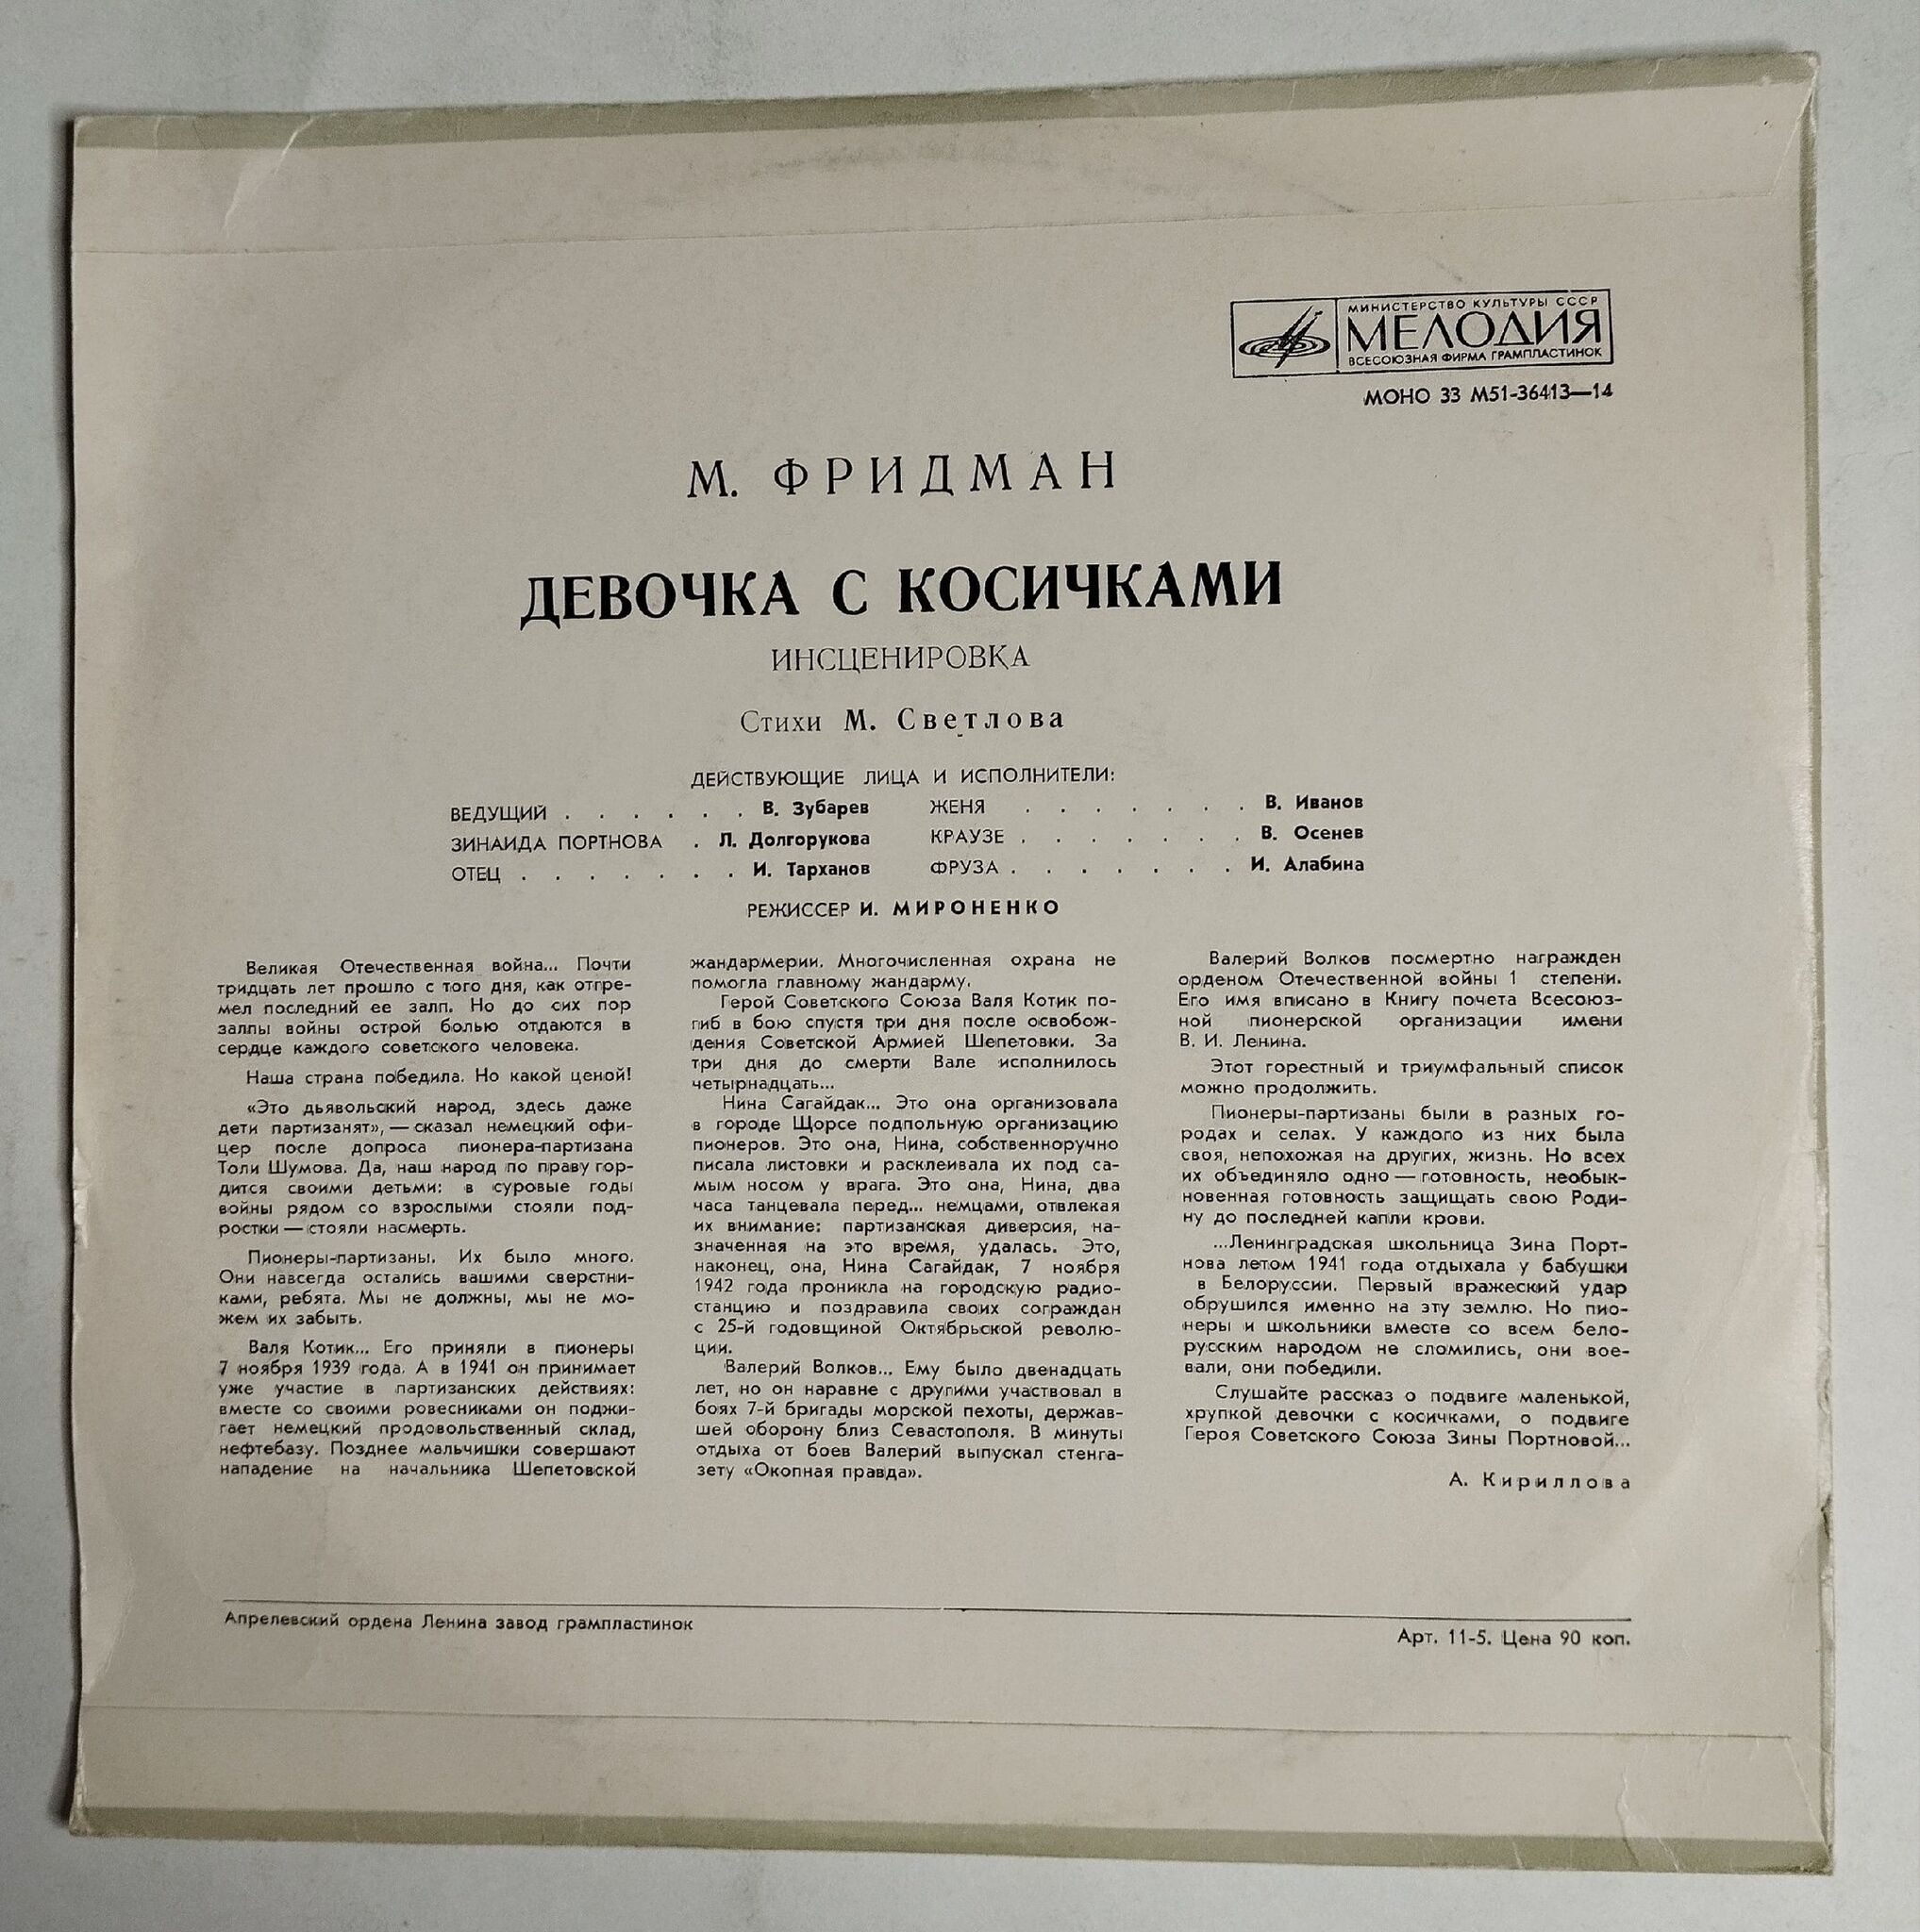 МИНИСТЕРСТВО КУЛЬТУРЫ СССР
МЕЛОДИЯ
ВСЕСОЮЗНАЯ ФИРМА ГРАМПЛАСТИНОК
МОНО 33 М51-36413—14
М. ФРИДМАН
ДЕВОЧКА С КОСИЧКАМИ
ИНСЦЕНИРОВКА
Стихи М. Светлова
ДЕЙСТВУЮЩИЕ ЛИЦА И ИСПОЛНИТЕЛИ:
ВЕДУЩИЙ . . . . . . В. Зубарев
ЗИНАИДА ПОРТНОВА . Л. Долгорукова
ОТЕЦ . . . . . . . И. Тарханов
ЖЕНЯ . . . . . . . В. Иванов
КРАУЗЕ . . . . . . . В. Осенев
ФРУЗА . . . . . . . И. Алабина
РЕЖИССЕР И. МИРОНЕНКО
Великая Отечественная война... Почти
тридцать лет прошло с того дня, как отгре-
мел последний ее залп. Но до сих пор
залпы войны острой болью отдаются в
сердце каждого советского человека.
Наша страна победила. Но какой ценой!
«Это дьявольский народ, здесь даже
дети партизанят», — сказал немецкий офи-
цер после допроса пионера-партизана
Толи Шумова. Да, наш народ по праву гор-
дится своими детьми: в суровые годы
войны рядом со взрослыми стояли под-
ростки — стояли насмерть.
Пионеры-партизаны. Их было много.
Они навсегда остались вашими сверстни-
ками, ребята. Мы не должны, мы не мо-
жем их забыть.
Валя Котик... Его приняли в пионеры
7 ноября 1939 года. А в 1941 он принимает
уже участие в партизанских действиях:
вместе со своими ровесниками он поджи-
гает немецкий продовольственный склад,
нефтебазу. Позднее мальчишки совершают
нападение на начальника Шепетовской
жандармерии. Многочисленная охрана не
помогла главному жандарму.
Герой Советского Союза Валя Котик по-
гиб в бою спустя три дня после освобож-
дения Советской Армией Шепетовки. За
три дня до смерти Вале исполнилось
четырнадцать...
Нина Сагайдак... Это она организовала
в городе Щорсе подпольную организацию
пионеров. Это она, Нина, собственноручно
писала листовки и расклеивала их под са-
мым носом у врага. Это она, Нина, два
часа танцевала перед... немцами, отвлекая
их внимание: партизанская диверсия, на-
значенная на это время, удалась. Это,
наконец, она, Нина Сагайдак, 7 ноября
1942 года проникла на городскую радио-
станцию и поздравила своих сограждан
с 25-й годовщиной Октябрьской револю-
ции.
Валерий Волков... Ему было двенадцать
лет, но он наравне с другими участвовал в
боях 7-й бригады морской пехоты, держав-
шей оборону близ Севастополя. В минуты
отдыха от боев Валерий выпускал стенга-
зету «Окопная правда».
Валерий Волков посмертно награжден
орденом Отечественной войны 1 степени.
Его имя вписано в Книгу почета Всесоюз-
ной пионерской организации имени
В. И. Ленина.
Этот горестный и триумфальный список
можно продолжить.
Пионеры-партизаны были в разных го-
родах и селах. У каждого из них была
своя, непохожая на других, жизнь. Но всех
их объединяло одно — готовность, необык-
новенная готовность защищать свою Роди-
ну до последней капли крови.
...Ленинградская школьница Зина Порт-
нова летом 1941 года отдыхала у бабушки
в Белоруссии. Первый вражеский удар
обрушился именно на эту землю. Но пио-
неры и школьники вместе со всем бело-
русским народом не сломились, они вое-
вали, они победили.
Слушайте рассказ о подвиге маленькой,
хрупкой девочки с косичками, о подвиге
Героя Советского Союза Зины Портновой...
А. Кириллова
Апрелевский ордена Ленина завод грампластинок
Арт. 11-5. Цена 90 коп.